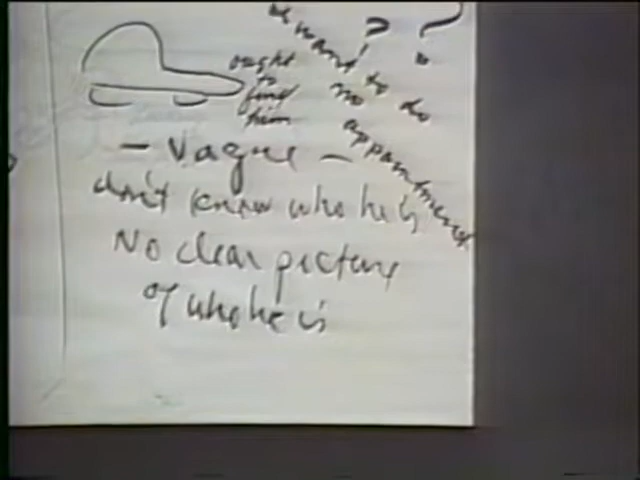 ? ?
want to do
no
appointment
ought
to
find
him
- Vague -
don't know who he is
No clear picture
of who he is